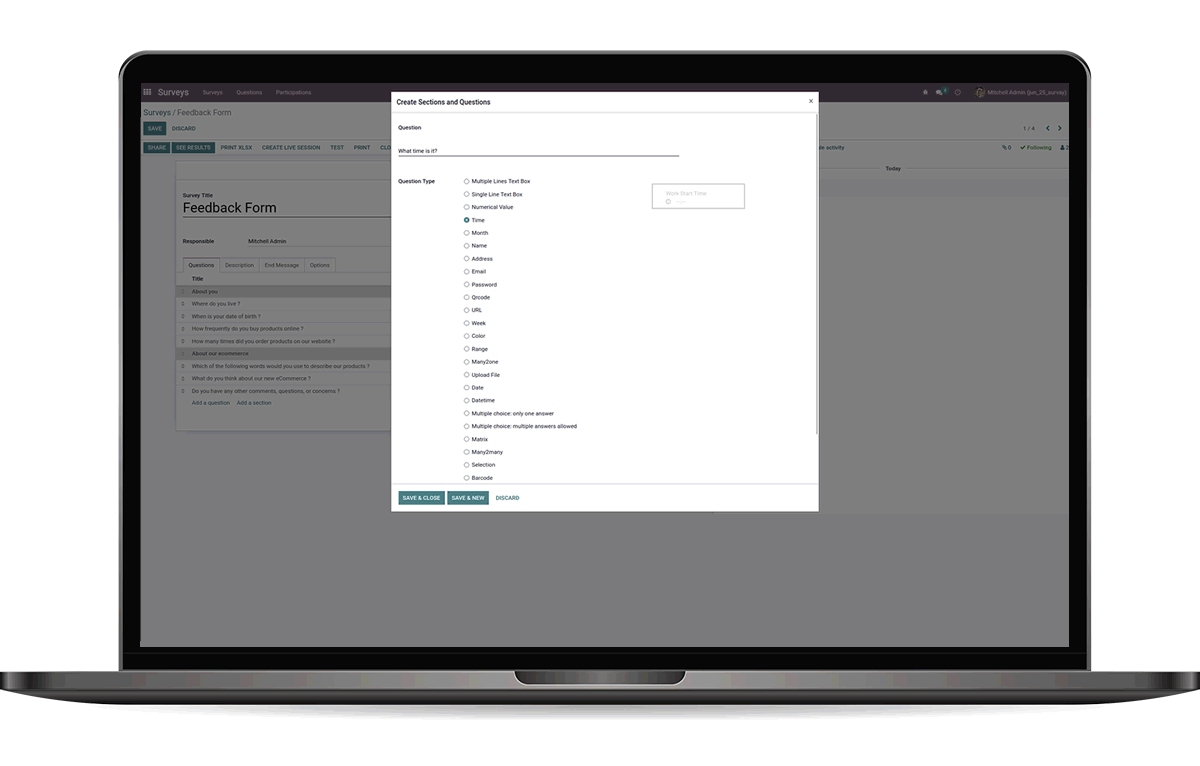 Surveys Surveys Questions Participations
Mitchell Admin (jun_25_survey)
Surveys / Feedback Form
SAVE DISCARD
1 / 4
SHARE SEE RESULTS PRINT XLSX CREATE LIVE SESSION TEST PRINT CLO
activity
0 Following 2
Today
Survey Title
Feedback Form
Responsible Mitchell Admin
Questions Description End Message Options
Title
About you
Where do you live ?
When is your date of birth ?
How frequently do you buy products online ?
How many times did you order products on our website ?
About our ecommerce
Which of the following words would you use to describe our products ?
What do you think about our new eCommerce ?
Do you have any other comments, questions, or concerns ?
Add a question Add a section
Create Sections and Questions ×
Question
What time is it?
Question Type
Multiple Lines Text Box
Single Line Text Box
Numerical Value
Time
Month
Name
Address
Email
Password
Qrcode
URL
Week
Color
Range
Many2one
Upload File
Date
Datetime
Multiple choice: only one answer
Multiple choice: multiple answers allowed
Matrix
Many2many
Selection
Barcode
Work Start Time
--:--
SAVE & CLOSE SAVE & NEW DISCARD